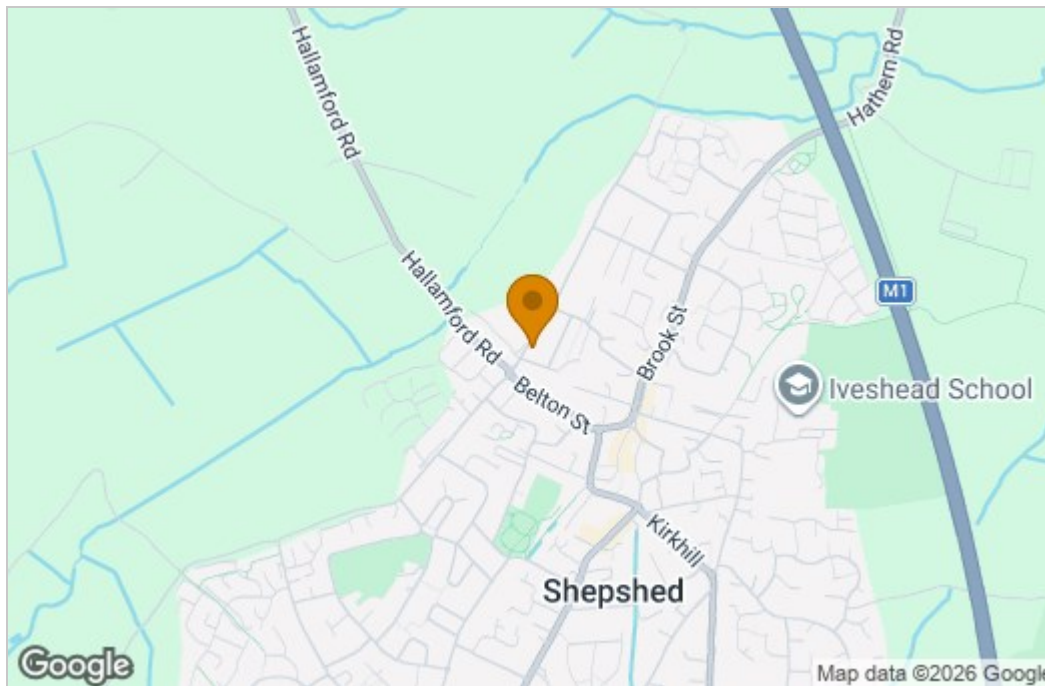 Hallamford Rd
Hathern Rd
Hallamford Rd
M1
Brook St
Belton St
Iveshead School
Kirkhill
Shepshed
Google
Map data ©2026 Google